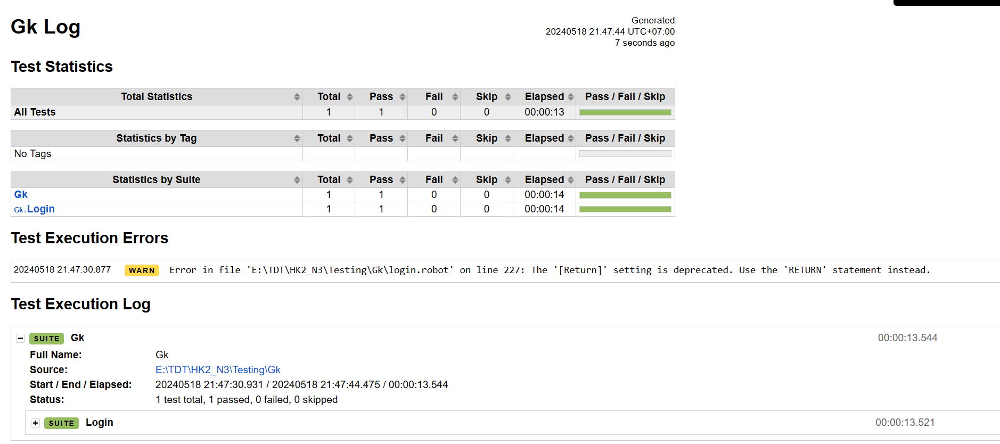 Gk Log
Generated
20240518 21:47:44 UTC+07:00
7 seconds ago
Test Statistics
Total Statistics Total Pass Fail Skip Elapsed Pass / Fail / Skip
All Tests 1 1 0 0 00:00:13
Statistics by Tag Total Pass Fail Skip Elapsed Pass / Fail / Skip
No Tags
Statistics by Suite Total Pass Fail Skip Elapsed Pass / Fail / Skip
Gk 1 1 0 0 00:00:14
Gk.Login 1 1 0 0 00:00:14
Test Execution Errors
20240518 21:47:30.877 WARN Error in file 'E:\TDT\HK2_N3\Testing\Gk\login.robot' on line 227: The '[Return]' setting is deprecated. Use the 'RETURN' statement instead.
Test Execution Log
SUITE Gk 00:00:13.544
Full Name: Gk
Source: E:\TDT\HK2_N3\Testing\Gk
Start / End / Elapsed: 20240518 21:47:30.931 / 20240518 21:47:44.475 / 00:00:13.544
Status: 1 test total, 1 passed, 0 failed, 0 skipped
SUITE Login 00:00:13.521